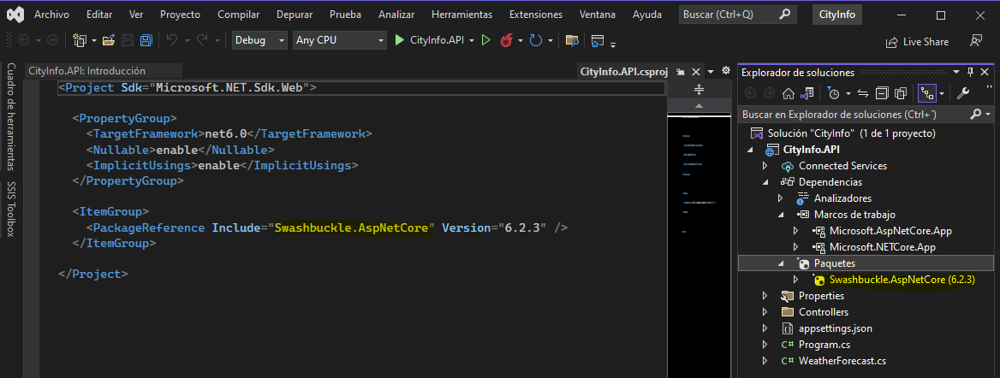 Archivo Editar Ver Proyecto Compilar Depurar Prueba Analizar Herramientas Extensiones Ventana Ayuda Buscar (Ctrl+Q) CityInfo
Debug Any CPU CityInfo.API Live Share
Cuadro de herramientas
SSIS Toolbox
CityInfo.API: Introducción CityInfo.API.csproj
<Project Sdk="Microsoft.NET.Sdk.Web">
<PropertyGroup>
<TargetFramework>net6.0</TargetFramework>
<Nullable>enable</Nullable>
<ImplicitUsings>enable</ImplicitUsings>
</PropertyGroup>
<ItemGroup>
<PackageReference Include="Swashbuckle.AspNetCore" Version="6.2.3" />
</ItemGroup>
</Project>
Explorador de soluciones
Buscar en Explorador de soluciones (Ctrl+´)
Solución "CityInfo" (1 de 1 proyecto)
CityInfo.API
Connected Services
Dependencias
Analizadores
Marcos de trabajo
Microsoft.AspNetCore.App
Microsoft.NETCore.App
Paquetes
Swashbuckle.AspNetCore (6.2.3)
Properties
Controllers
appsettings.json
C# Program.cs
C# WeatherForecast.cs